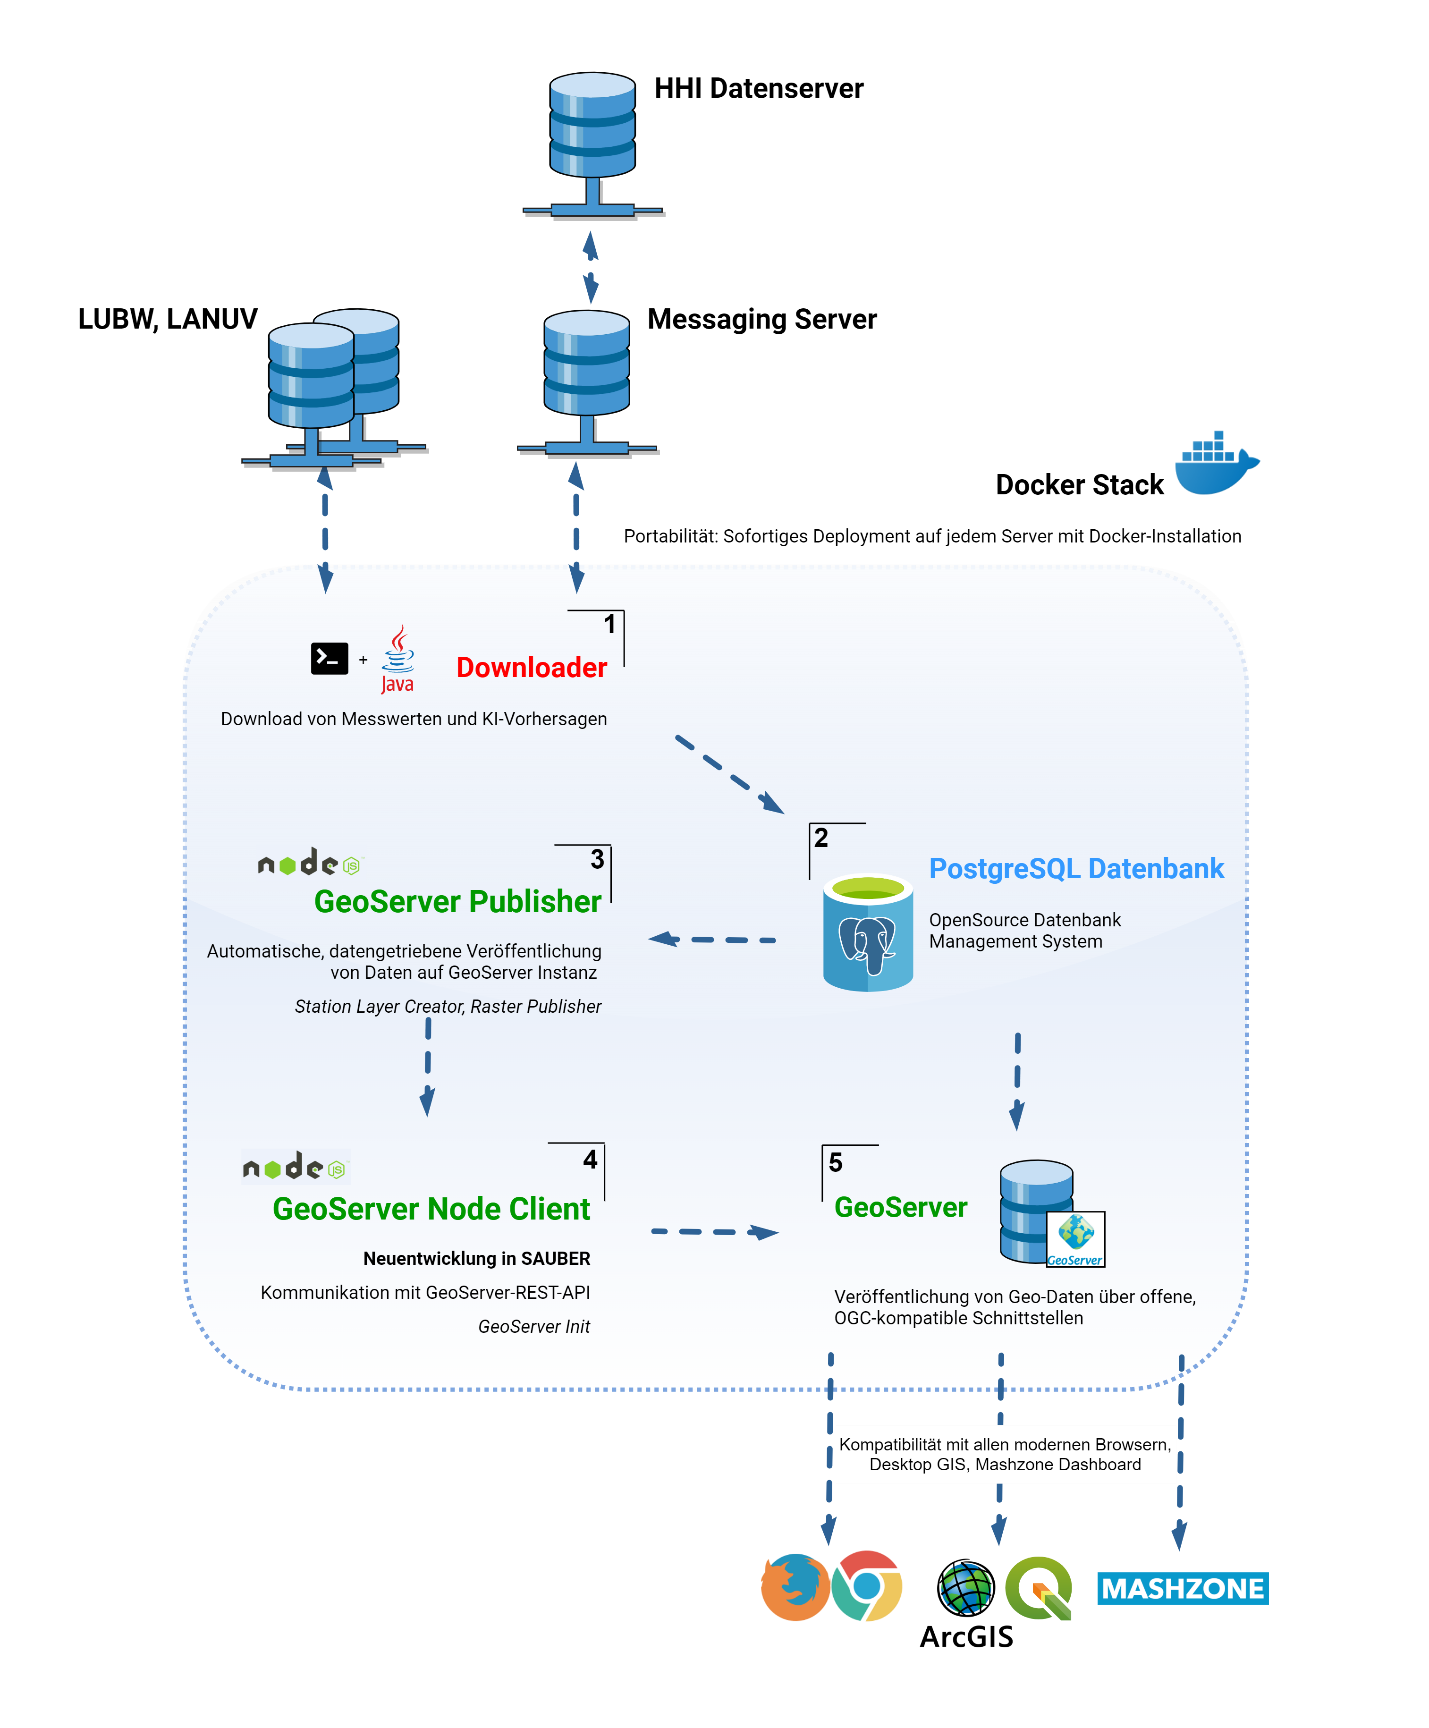 HHI Datenserver
LUBW, LANUV
Messaging Server
Docker Stack
Portabilität: Sofortiges Deployment auf jedem Server mit Docker-Installation
1
+
Java
Downloader
Download von Messwerten und KI-Vorhersagen
2
PostgreSQL Datenbank
OpenSource Datenbank
Management System
node JS
3
GeoServer Publisher
Automatische, datengetriebene Veröffentlichung
von Daten auf GeoServer Instanz
Station Layer Creator, Raster Publisher
node JS
4
GeoServer Node Client
Neuentwicklung in SAUBER
Kommunikation mit GeoServer-REST-API
GeoServer Init
5
GeoServer
GeoServer
Veröffentlichung von Geo-Daten über offene,
OGC-kompatible Schnittstellen
Kompatibilität mit allen modernen Browsern,
Desktop GIS, Mashzone Dashboard
ArcGIS
MASHZONE